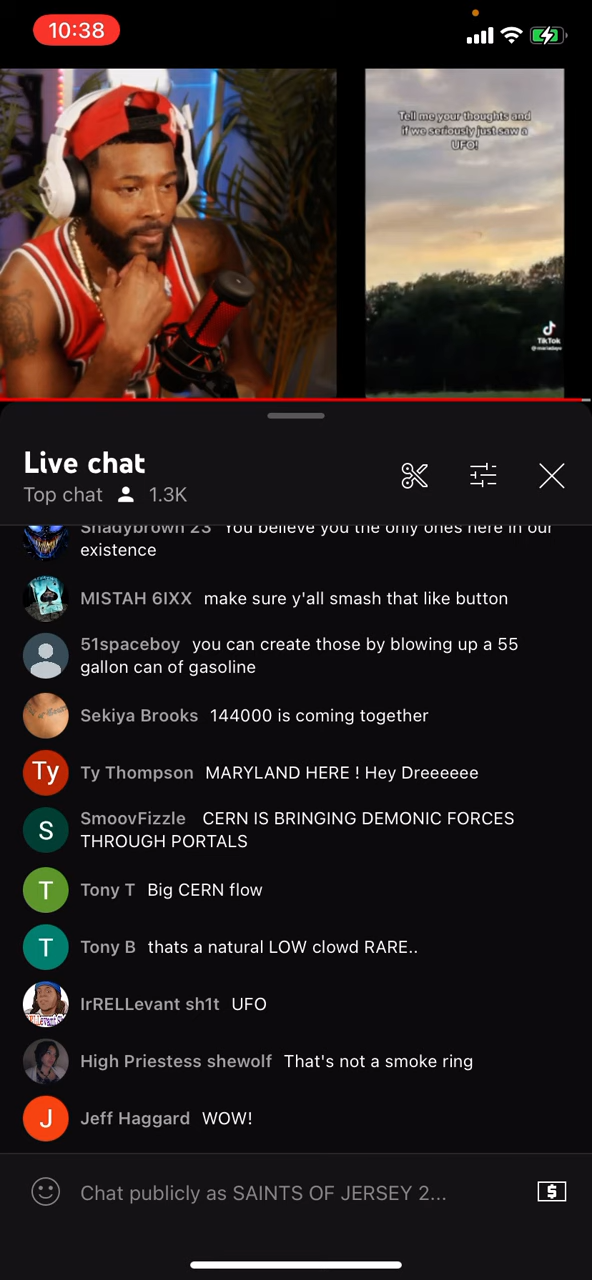 10:38
Tell me your thoughts and
if we seriously just saw a
UFO!
TikTok
Live chat
Top chat 1.3K
Shadybrown 23 You believe you the only ones here in our
existence
MISTAH 6IXX make sure y'all smash that like button
51spaceboy you can create those by blowing up a 55
gallon can of gasoline
Sekiya Brooks 144000 is coming together
Ty Ty Thompson MARYLAND HERE ! Hey Dreeeeee
S SmoovFizzle CERN IS BRINGING DEMONIC FORCES
THROUGH PORTALS
T Tony T Big CERN flow
T Tony B thats a natural LOW clowd RARE..
IrRELLevant sh1t UFO
High Priestess shewolf That's not a smoke ring
J Jeff Haggard WOW!
Chat publicly as SAINTS OF JERSEY 2...
$